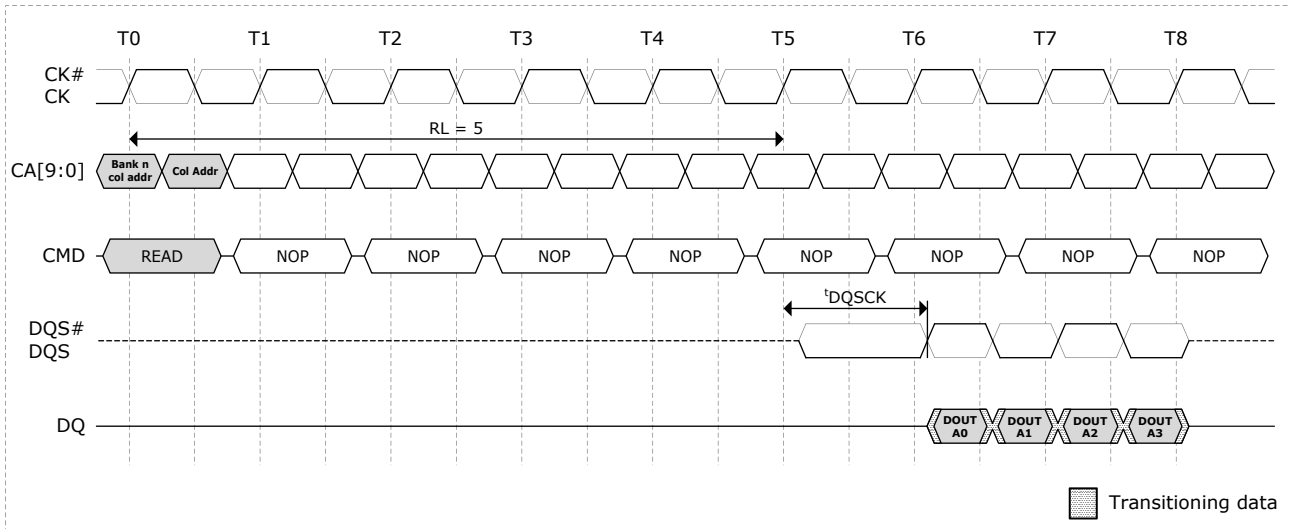 T0 T1 T2 T3 T4 T5 T6 T7 T8
CK#
CK
RL = 5
CA[9:0]
Bank n
col addr
Col Addr
CMD
READ NOP NOP NOP NOP NOP NOP NOP NOP
tDQSCK
DQS#
DQS
DQ
DOUT A0
DOUT A1
DOUT A2
DOUT A3
Transitioning data